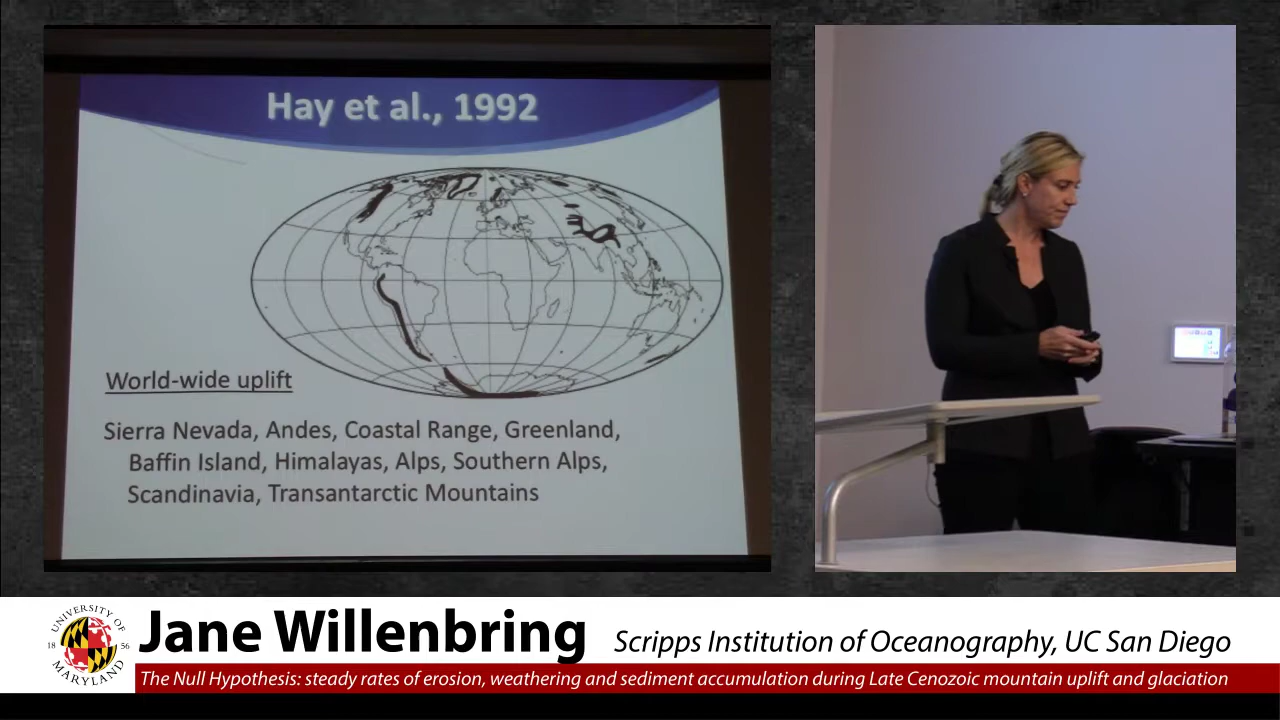 Hay et al., 1992
World-wide uplift
Sierra Nevada, Andes, Coastal Range, Greenland,
Baffin Island, Himalayas, Alps, Southern Alps,
Scandinavia, Transantarctic Mountains
UNIVERSITY OF
18 56
MARYLAND
Jane Willenbring
Scripps Institution of Oceanography, UC San Diego
The Null Hypothesis: steady rates of erosion, weathering and sediment accumulation during Late Cenozoic mountain uplift and glaciation